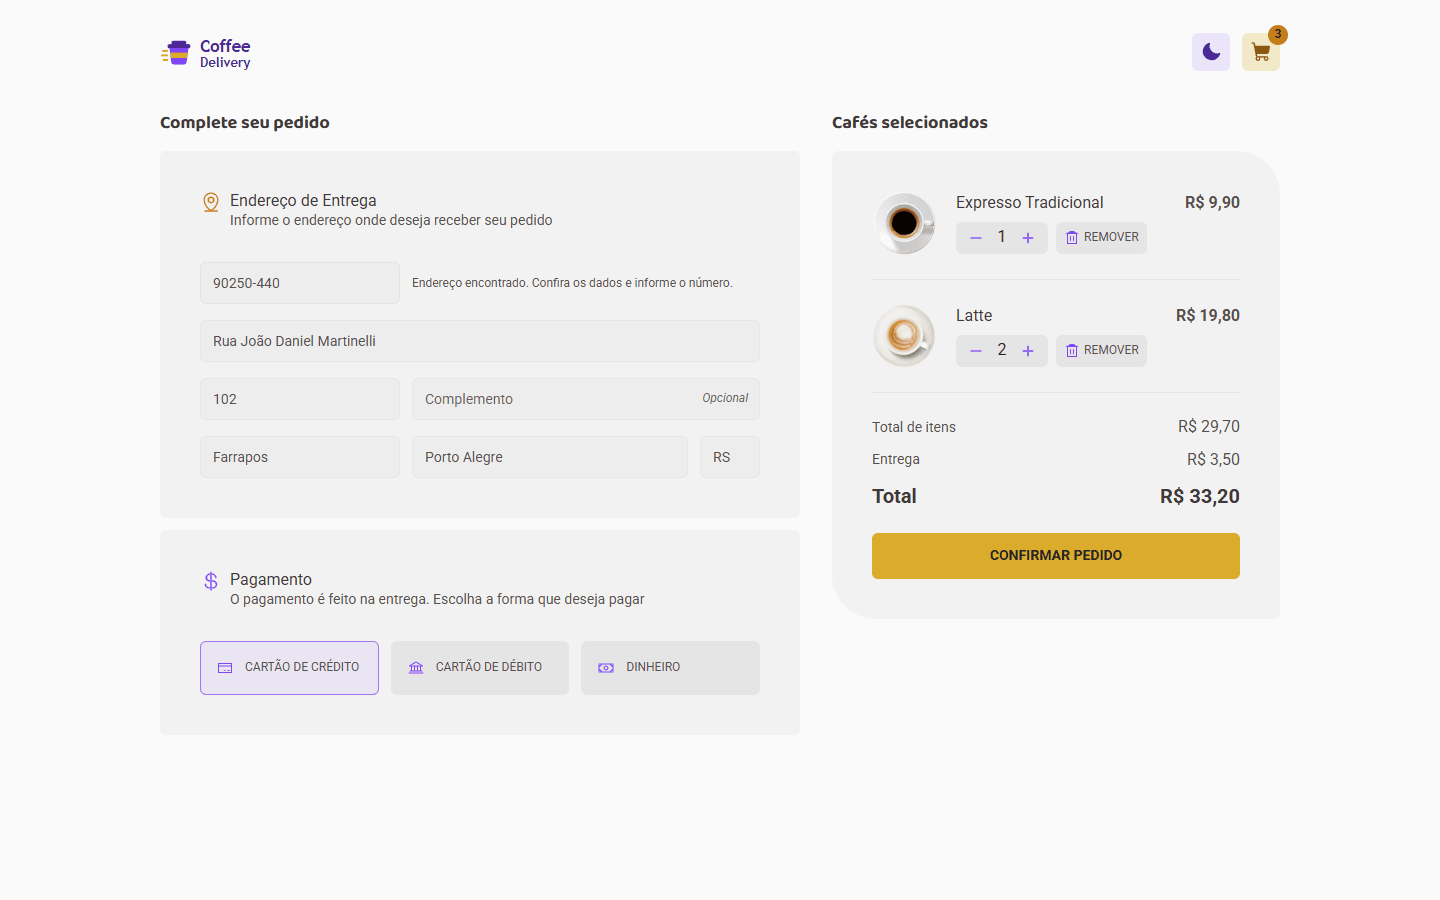 Coffee
Delivery
3
Complete seu pedido
Endereço de Entrega
Informe o endereço onde deseja receber seu pedido
90250-440
Endereço encontrado. Confira os dados e informe o número.
Rua João Daniel Martinelli
102
Complemento
Opcional
Farrapos
Porto Alegre
RS
Pagamento
O pagamento é feito na entrega. Escolha a forma que deseja pagar
CARTÃO DE CRÉDITO
CARTÃO DE DÉBITO
DINHEIRO
Cafés selecionados
Expresso Tradicional
R$ 9,90
1
REMOVER
Latte
R$ 19,80
2
REMOVER
Total de itens
R$ 29,70
Entrega
R$ 3,50
Total
R$ 33,20
CONFIRMAR PEDIDO